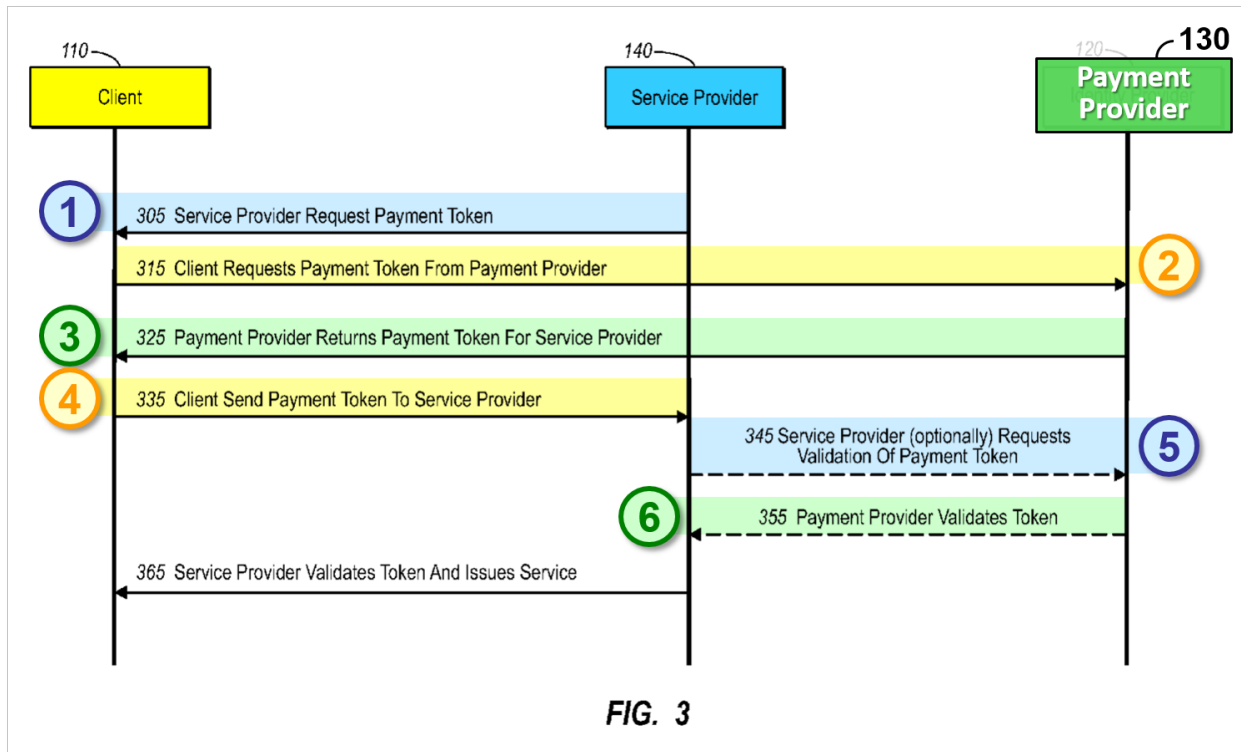 110
140
120
130
Client
Service Provider
Payment
Provider
1
305 Service Provider Request Payment Token
315 Client Requests Payment Token From Payment Provider
2
3
325 Payment Provider Returns Payment Token For Service Provider
4
335 Client Send Payment Token To Service Provider
345 Service Provider (optionally) Requests
Validation Of Payment Token
5
6
355 Payment Provider Validates Token
365 Service Provider Validates Token And Issues Service
FIG. 3